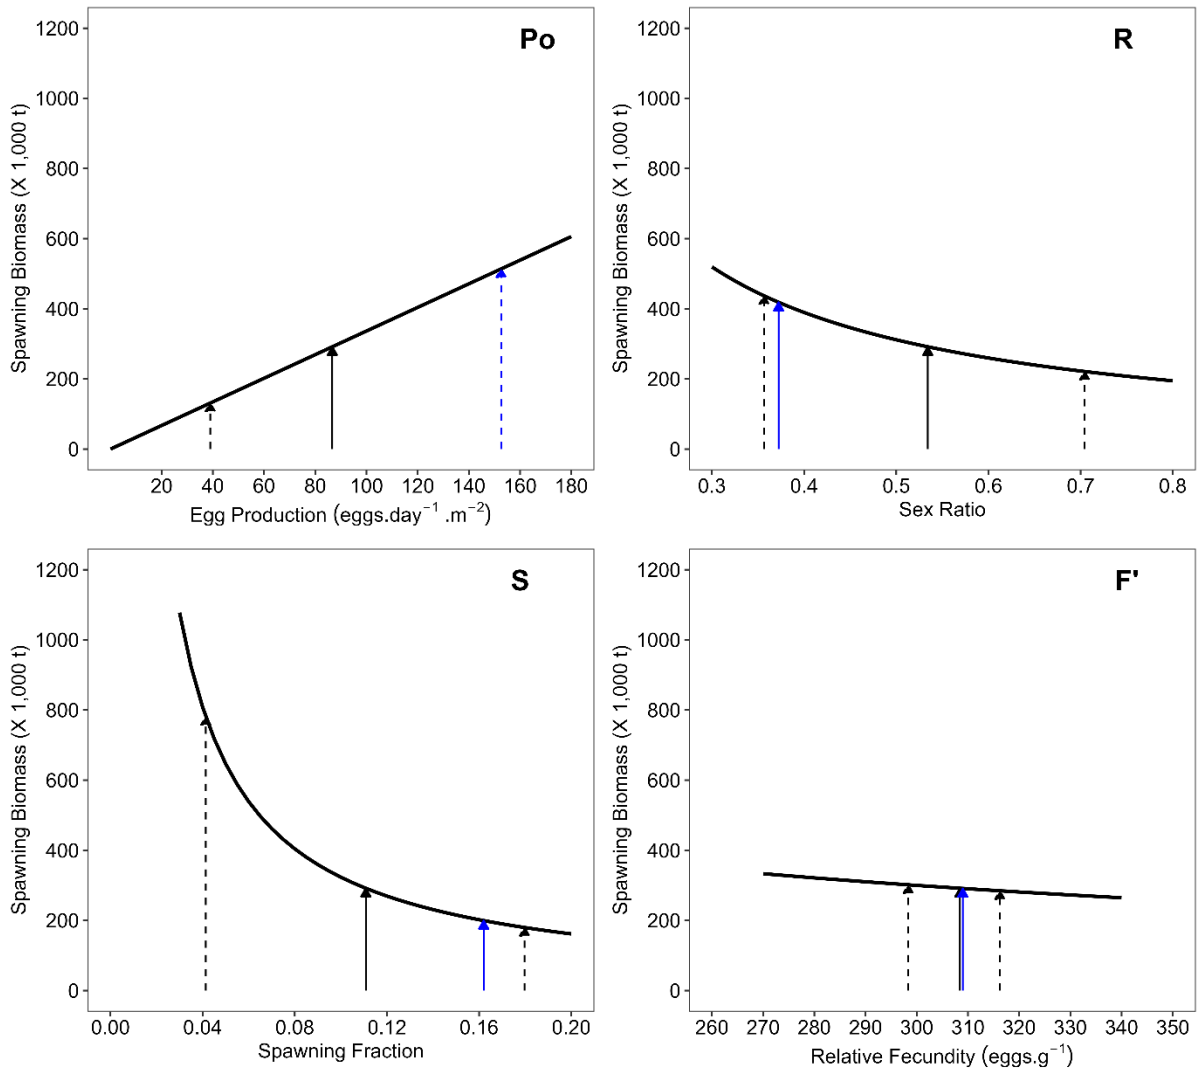 Po
Spawning Biomass (X 1,000 t)
1200
1000
800
600
400
200
0
20 40 60 80 100 120 140 160 180
Egg Production (eggs.day⁻¹ .m⁻²)
R
Spawning Biomass (X 1,000 t)
1200
1000
800
600
400
200
0
0.3 0.4 0.5 0.6 0.7 0.8
Sex Ratio
S
Spawning Biomass (X 1,000 t)
1200
1000
800
600
400
200
0
0.00 0.04 0.08 0.12 0.16 0.20
Spawning Fraction
F'
Spawning Biomass (X 1,000 t)
1200
1000
800
600
400
200
0
260 270 280 290 300 310 320 330 340 350
Relative Fecundity (eggs.g⁻¹)